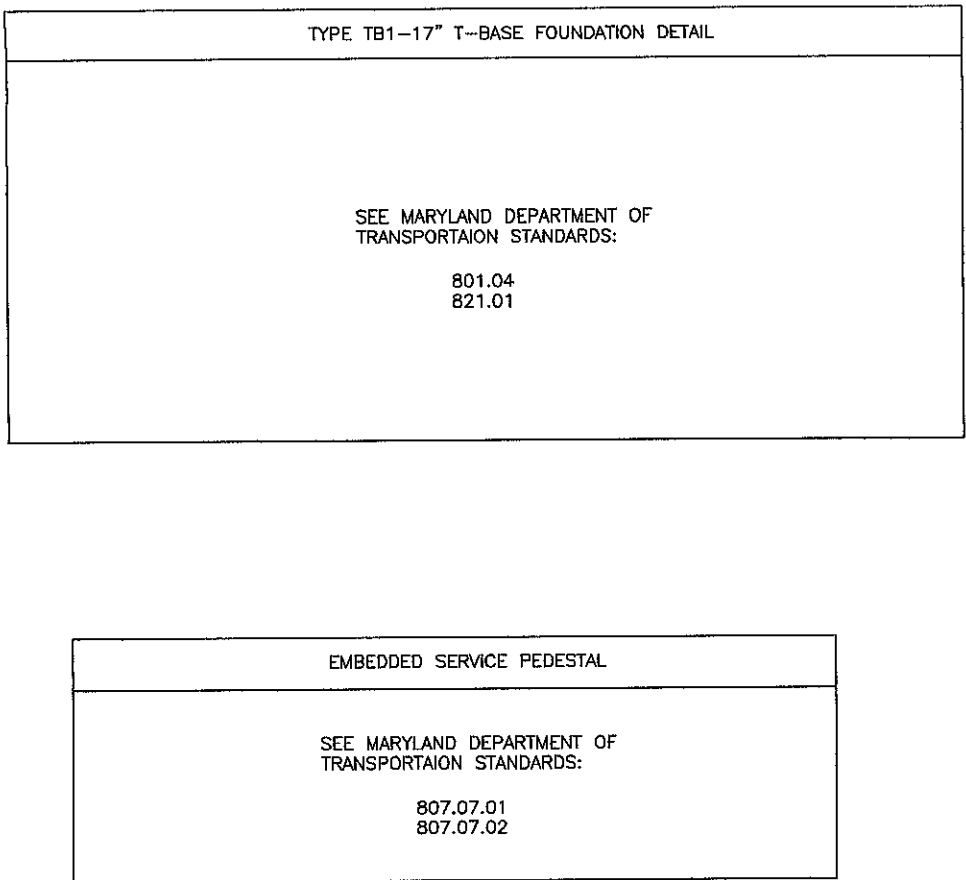 TYPE TB1-17" T-BASE FOUNDATION DETAIL
SEE MARYLAND DEPARTMENT OF
TRANSPORTAION STANDARDS:
801.04
821.01
EMBEDDED SERVICE PEDESTAL
SEE MARYLAND DEPARTMENT OF
TRANSPORTAION STANDARDS:
807.07.01
807.07.02